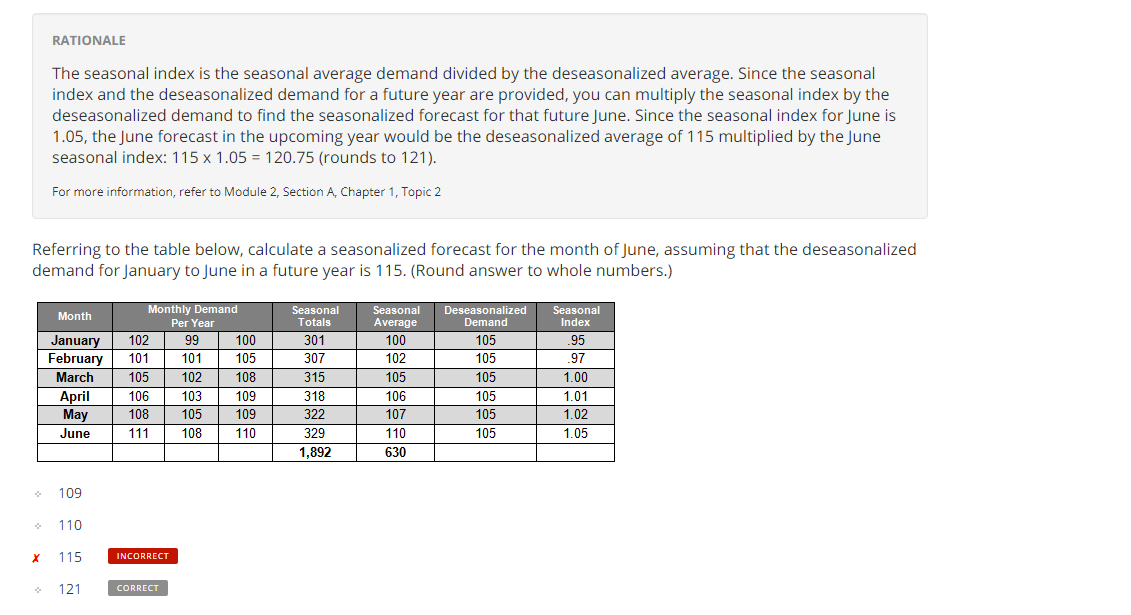 RATIONALE
The seasonal index is the seasonal average demand divided by the deseasonalized average. Since the seasonal
index and the deseasonalized demand for a future year are provided, you can multiply the seasonal index by the
deseasonalized demand to find the seasonalized forecast for that future June. Since the seasonal index for June is
1.05, the June forecast in the upcoming year would be the deseasonalized average of 115 multiplied by the June
seasonal index: 115 x 1.05 = 120.75 (rounds to 121).
For more information, refer to Module 2, Section A, Chapter 1, Topic 2
Referring to the table below, calculate a seasonalized forecast for the month of June, assuming that the deseasonalized
demand for January to June in a future year is 115. (Round answer to whole numbers.)
Month Monthly Demand Per Year Seasonal Totals Seasonal Average Deseasonalized Demand Seasonal Index
January 102 99 100 301 100 105 .95
February 101 101 105 307 102 105 .97
March 105 102 108 315 105 105 1.00
April 106 103 109 318 106 105 1.01
May 108 105 109 322 107 105 1.02
June 111 108 110 329 110 105 1.05
1,892 630
109
110
✗ 115 INCORRECT
121 CORRECT